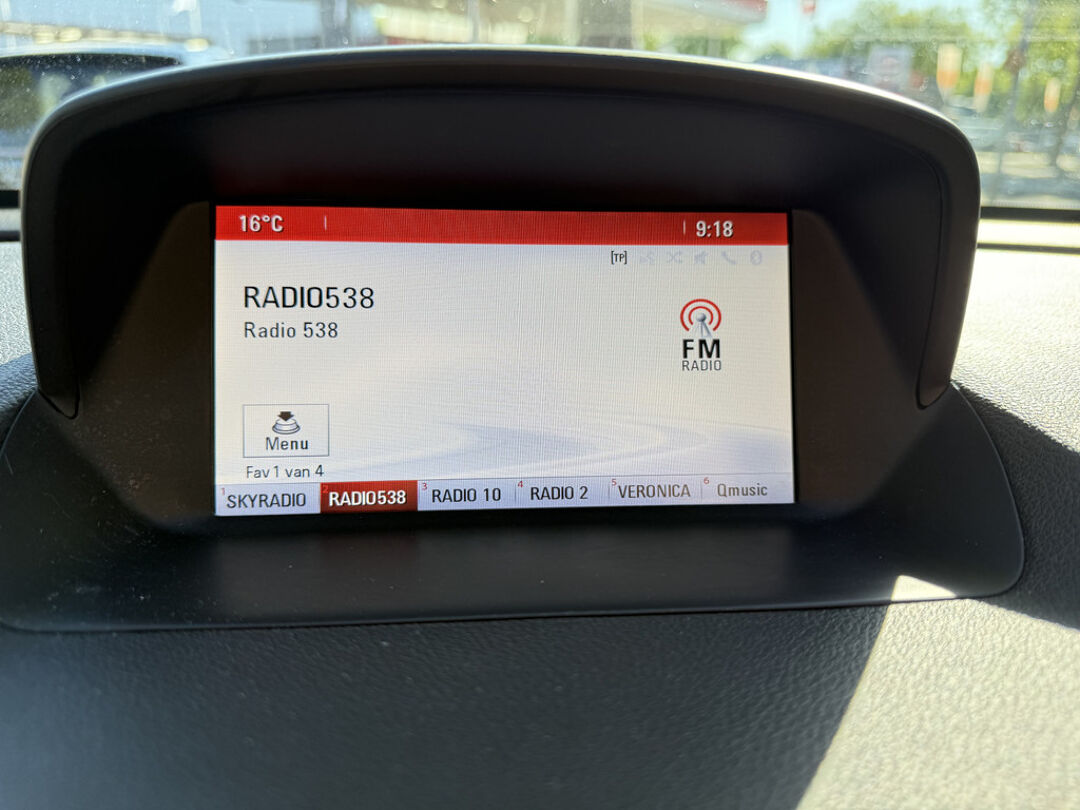 16°C 9:18
[TP]
RADIO538
Radio 538
FM
RADIO
Menu
Fav 1 van 4
1 SKYRADIO 2 RADIO538 3 RADIO 10 4 RADIO 2 5 VERONICA 6 Qmusic